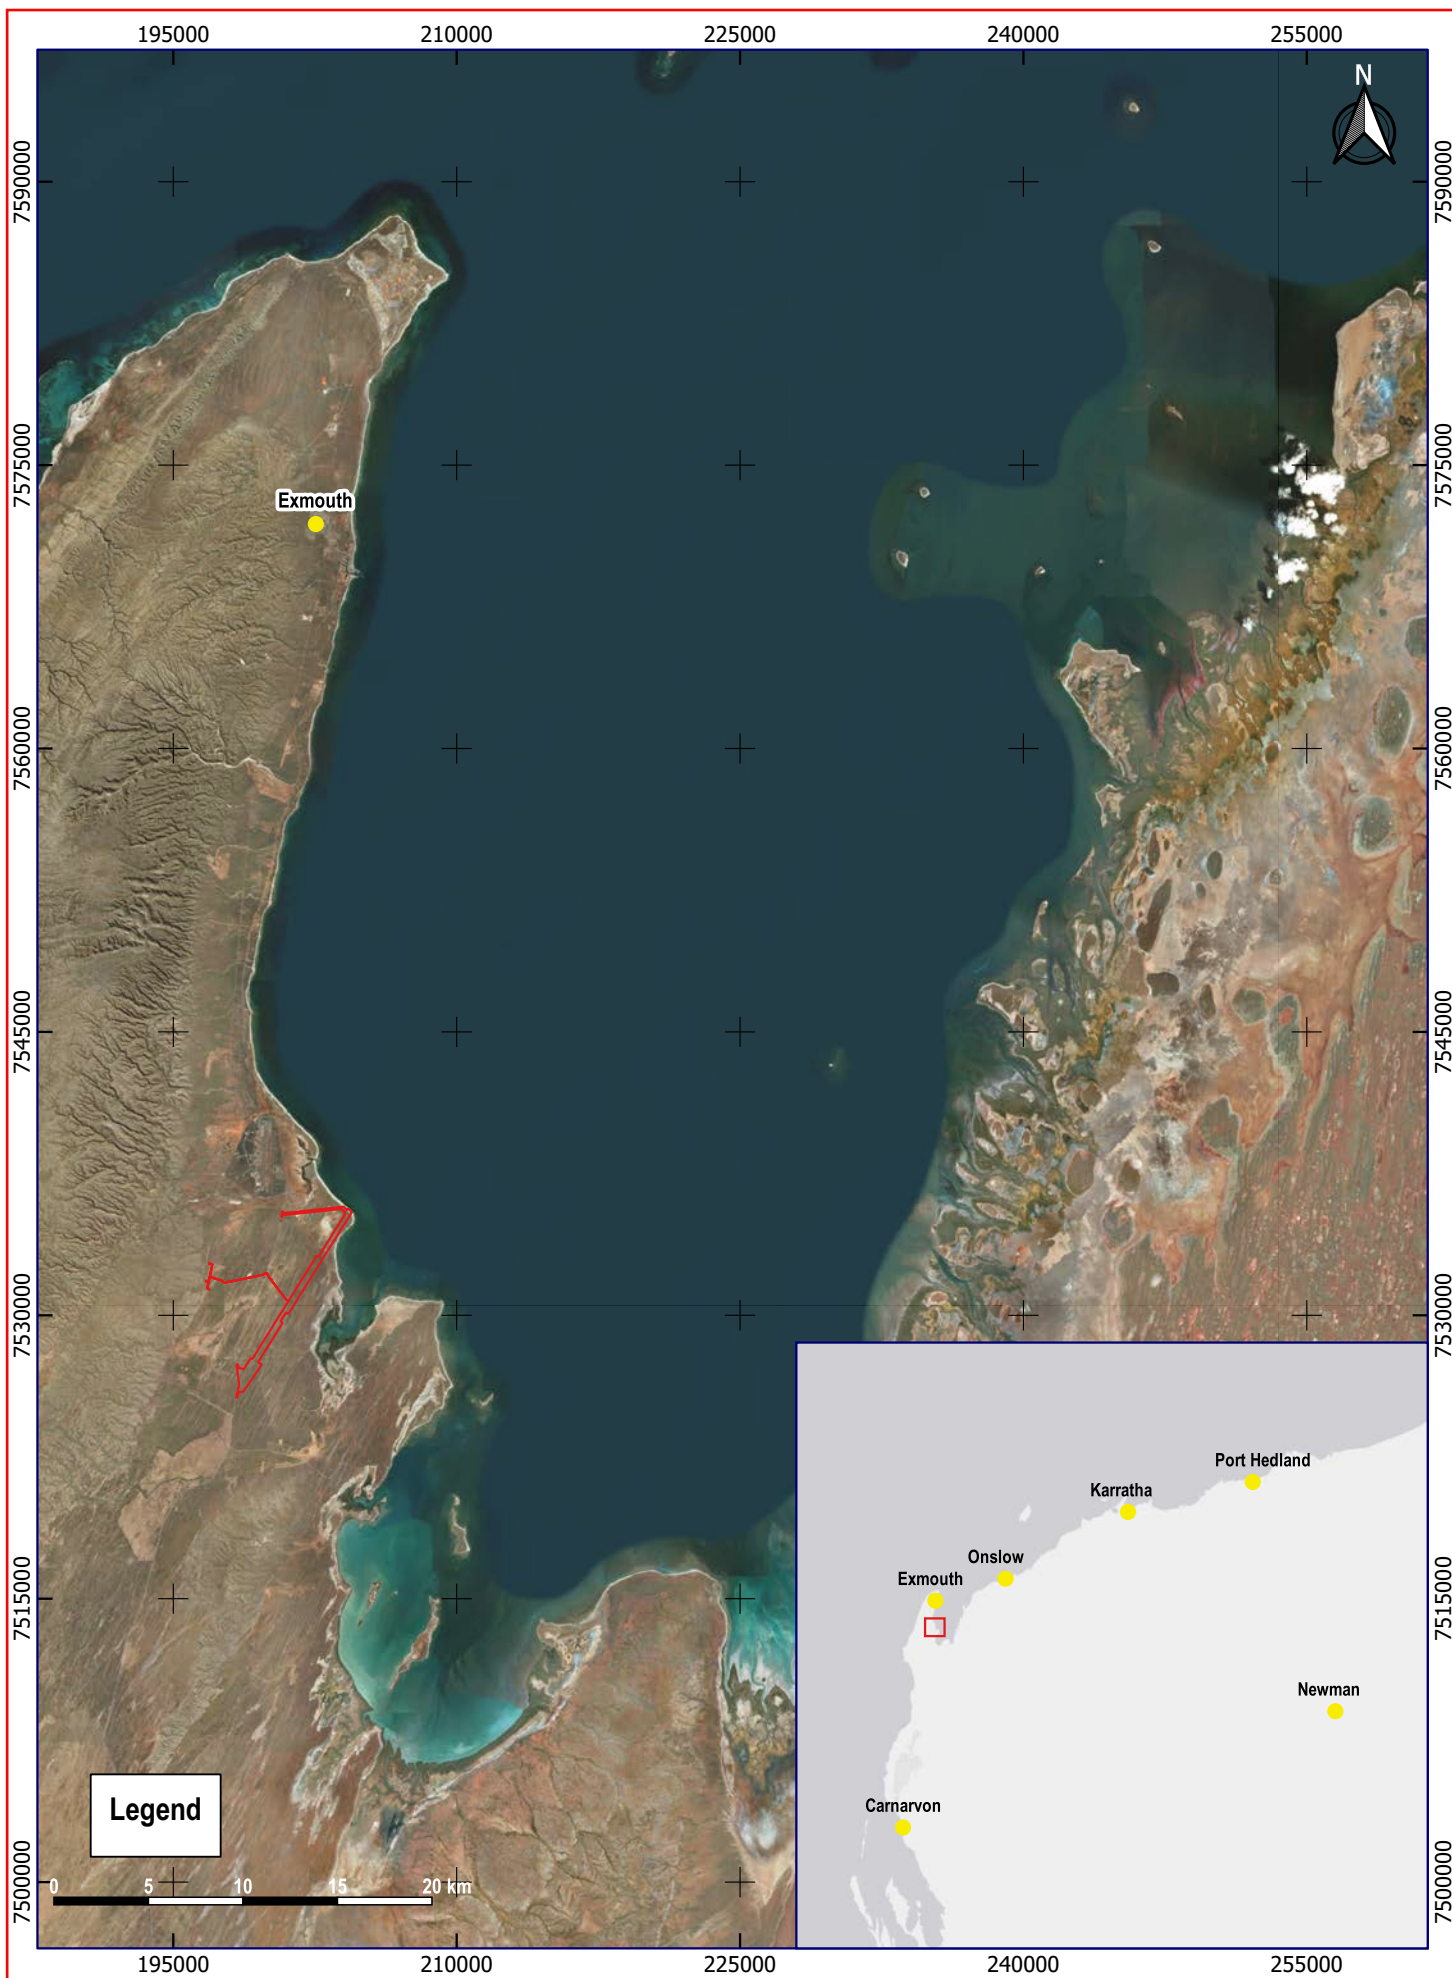 195000 210000 225000 240000 255000
N
7590000 7590000
7575000 7575000
Exmouth
7560000 7560000
7545000 7545000
7530000 7530000
Port Hedland
Karratha
Onslow
Exmouth
7515000 7515000
Newman
Carnarvon
Legend
0 5 10 15 20 km
7500000 7500000
195000 210000 225000 240000 255000